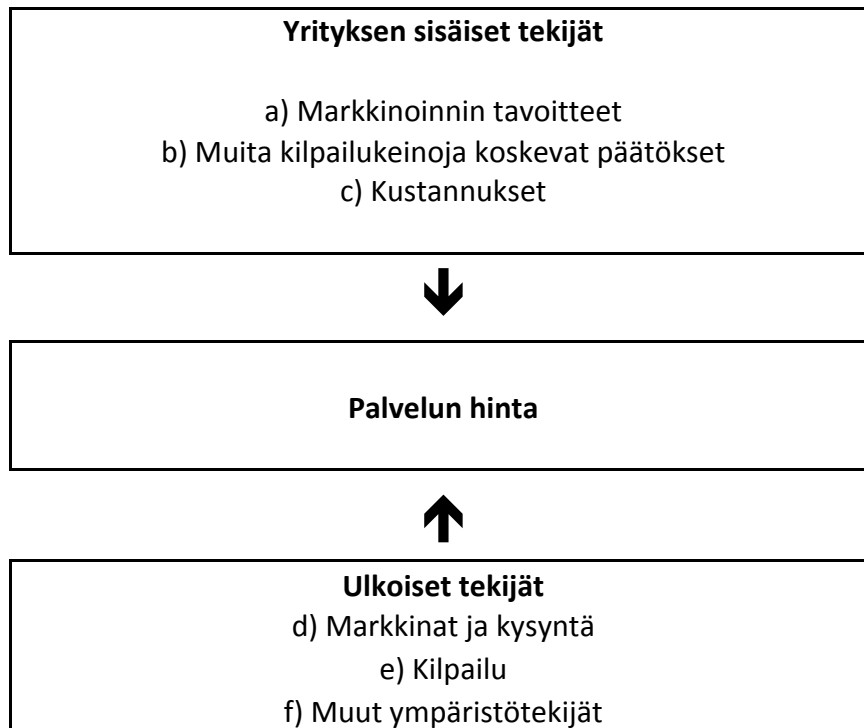 Yrityksen sisäiset tekijät
a) Markkinoinnin tavoitteet
b) Muita kilpailukeinoja koskevat päätökset
c) Kustannukset
Palvelun hinta
Ulkoiset tekijät
d) Markkinat ja kysyntä
e) Kilpailu
f) Muut ympäristötekijät